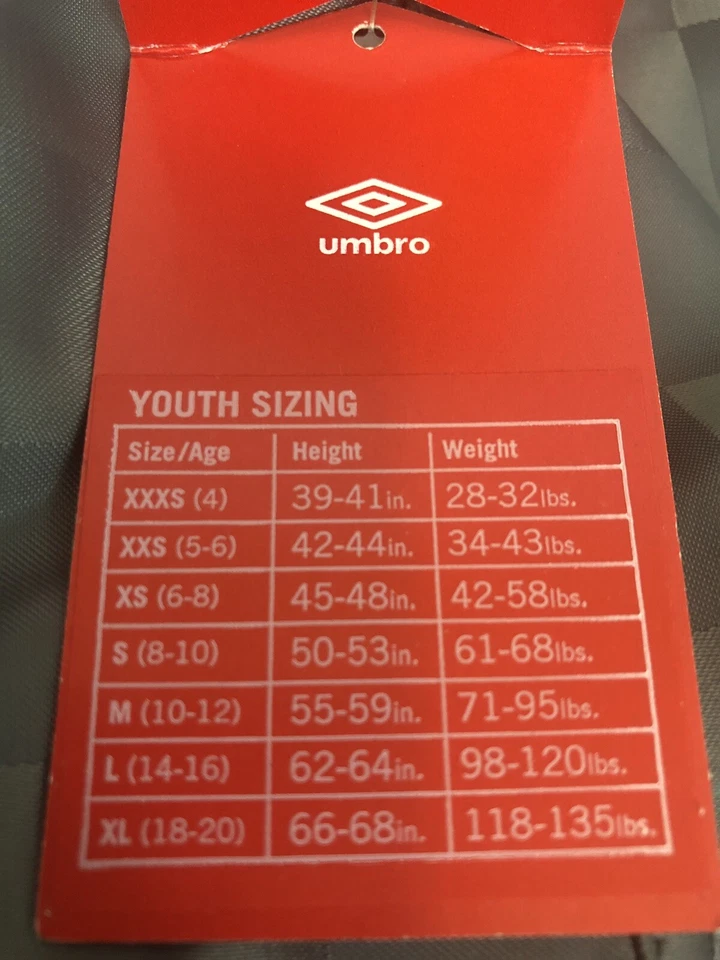 umbro
YOUTH SIZING
Size/Age Height Weight
XXXS (4) 39-41in. 28-32lbs.
XXS (5-6) 42-44in. 34-43lbs.
XS (6-8) 45-48in. 42-58lbs.
S (8-10) 50-53in. 61-68lbs.
M (10-12) 55-59in. 71-95lbs.
L (14-16) 62-64in. 98-120lbs.
XL (18-20) 66-68in. 118-135lbs.